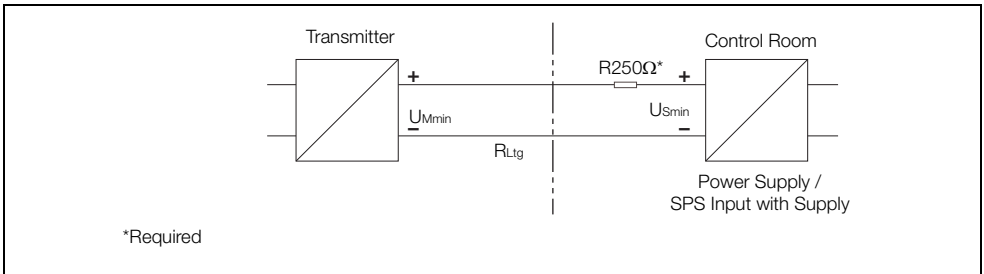 Transmitter
Control Room
R250Ω*
+
+
UMmin
USmin
−
−
RLtg
Power Supply /
SPS Input with Supply
*Required